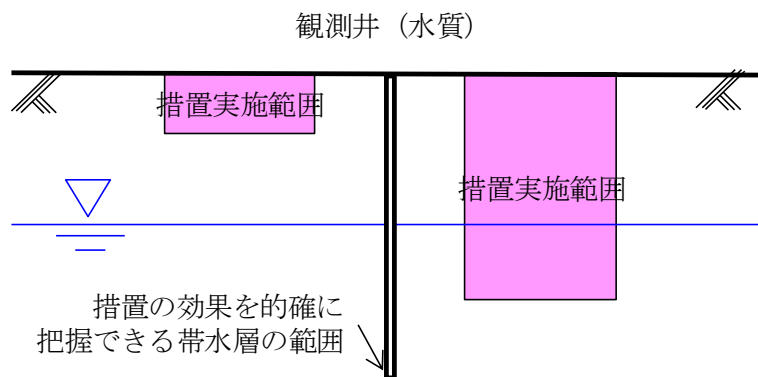 観測井（水質）
措置実施範囲
措置実施範囲
措置の効果を的確に
把握できる帯水層の範囲